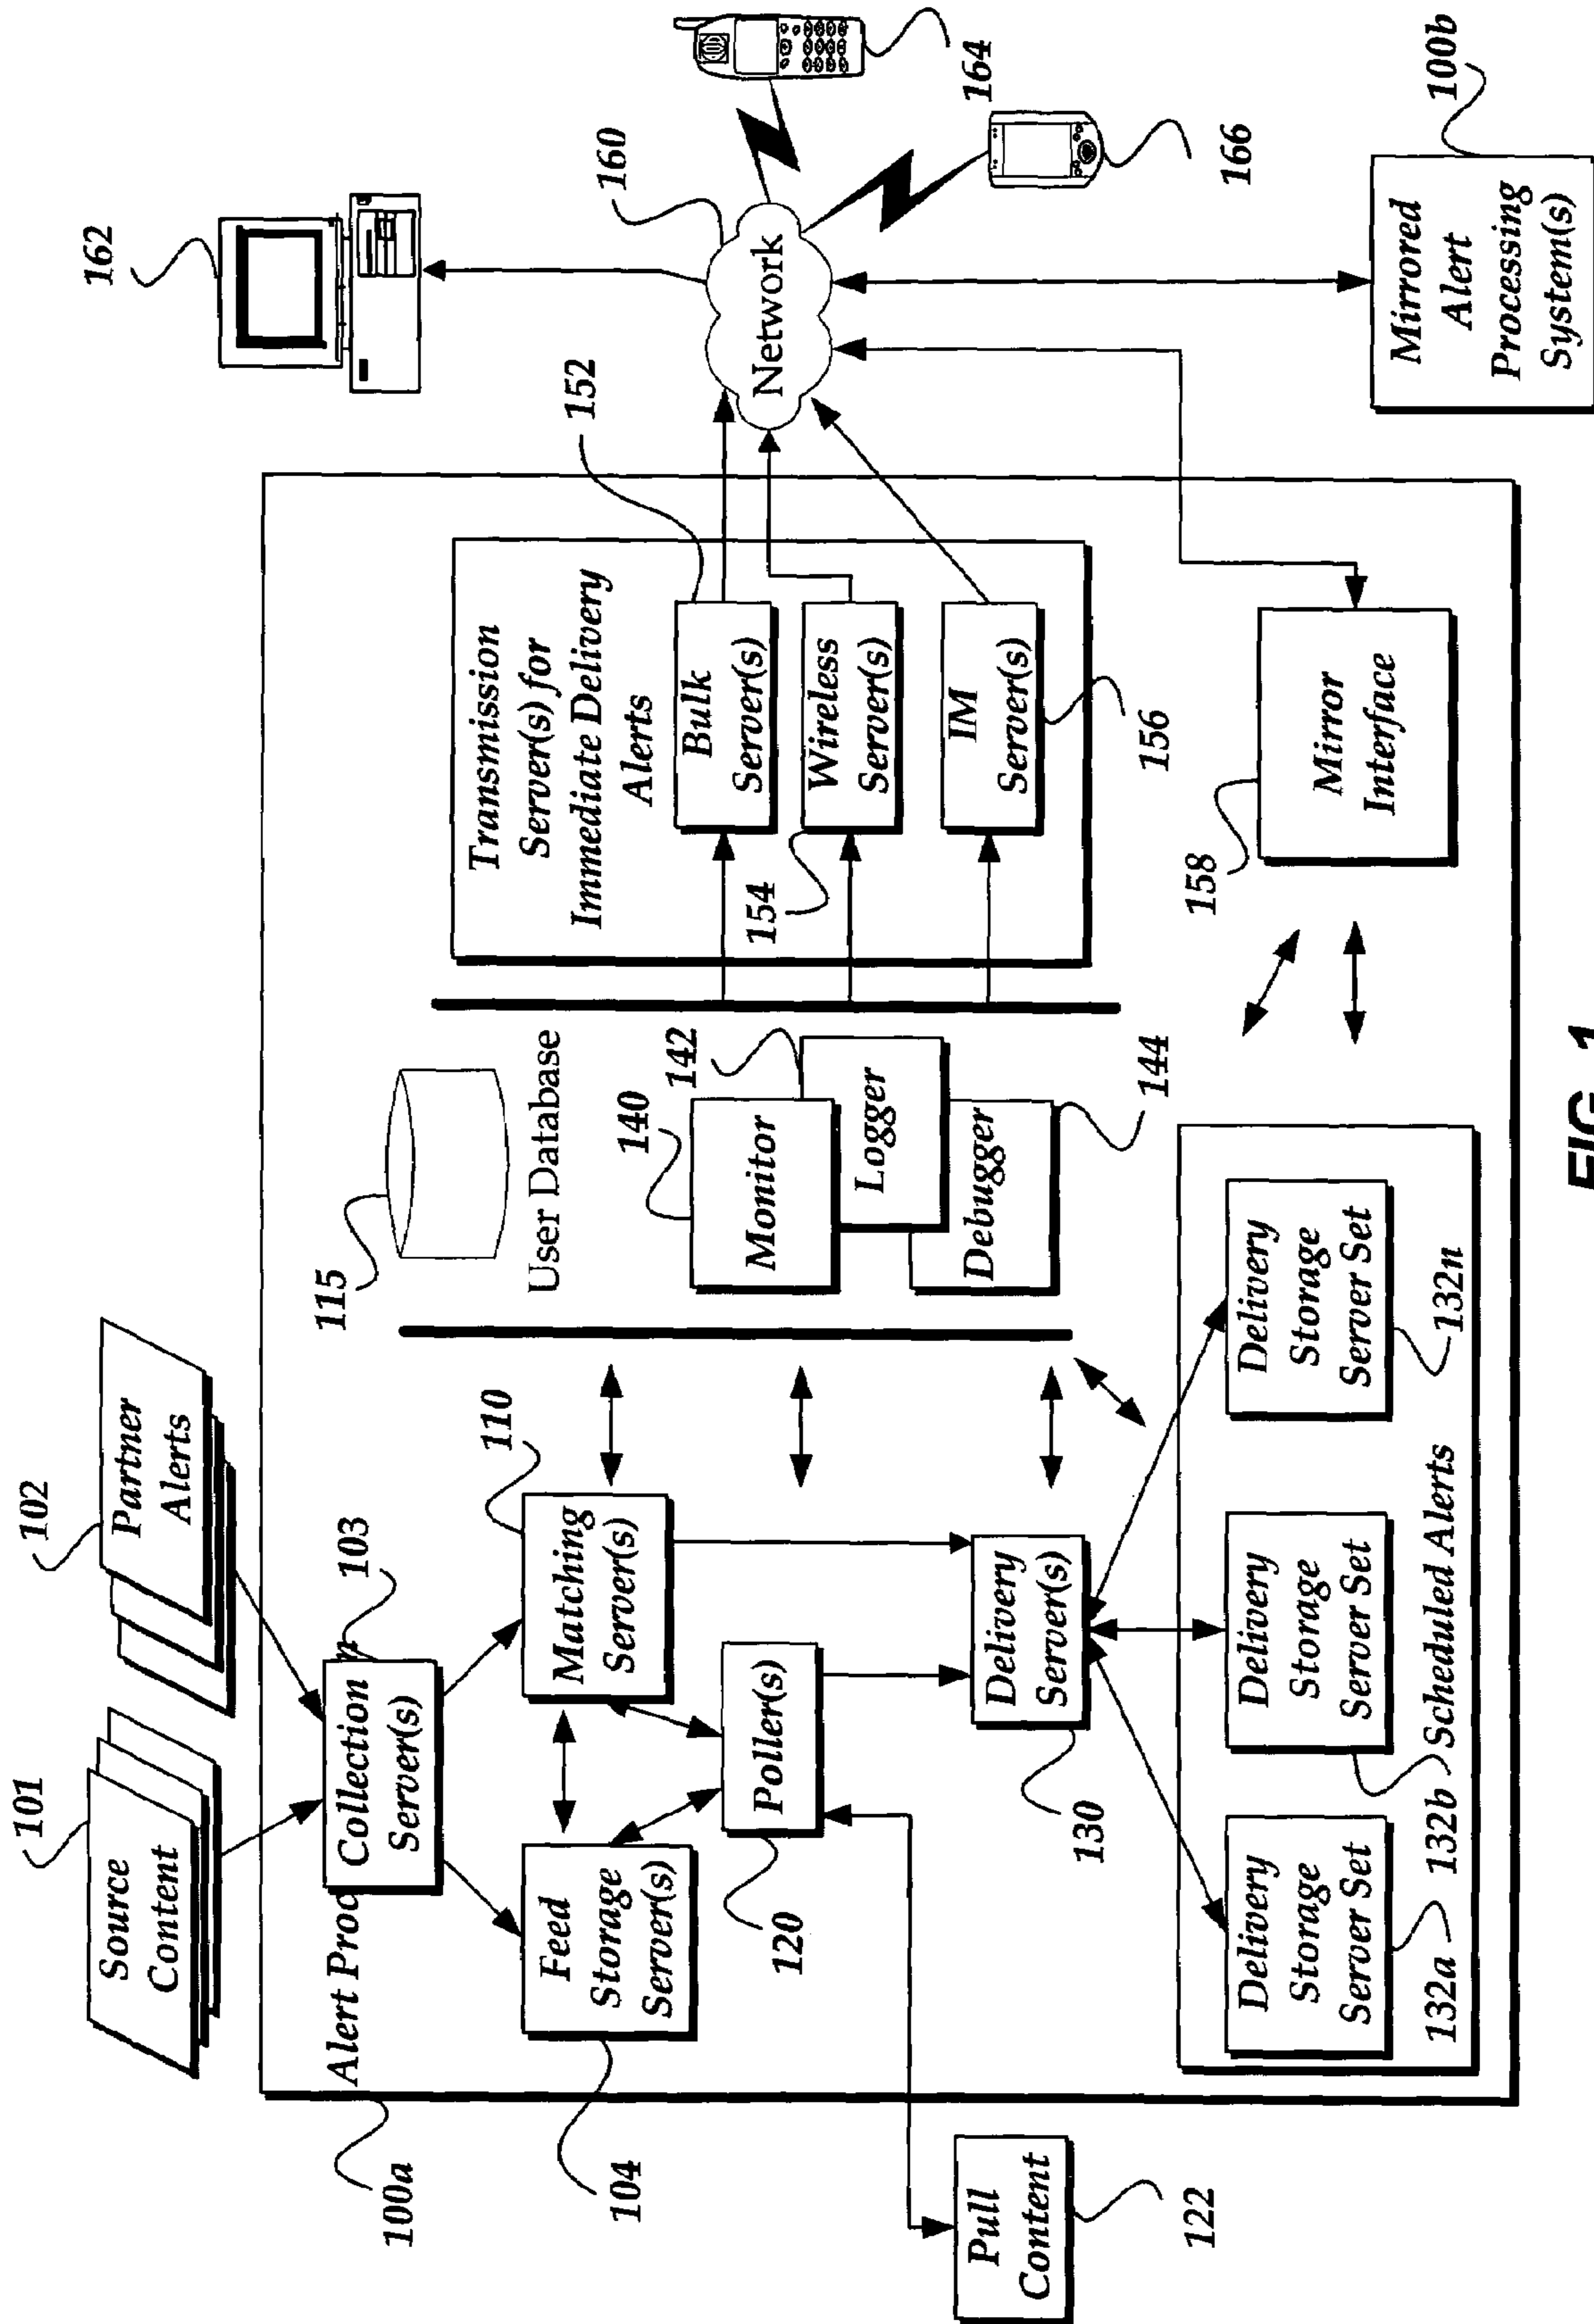 101
Source
Content
102
Partner
Alerts
162
100a
Alert Proc
Collection
Server(s)
n
103
115
User Database
Transmission
Server(s) for
Immediate Delivery
Alerts
152
160
Network
164
166
104
Feed
Storage
Server(s)
110
Matching
Server(s)
120
Poller(s)
140
Monitor
142
Logger
Debugger
144
Bulk
Server(s)
154
Wireless
Server(s)
IM
Server(s)
156
Pull
Content
122
130
Delivery
Server(s)
158
Mirror
Interface
100b
Mirrored
Alert
Processing
System(s)
Delivery
Storage
Server Set
Delivery
Storage
Server Set
Delivery
Storage
Server Set
132a
132b
Scheduled Alerts
132n
FIG. 1